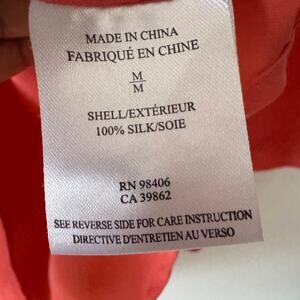 MADE IN CHINA
FABRIQUÉ EN CHINE
M
M
SHELL/EXTÉRIEUR
100% SILK/SOIE
RN 98406
CA 39862
SEE REVERSE SIDE FOR CARE INSTRUCTION
DIRECTIVE D'ENTRETIEN AU VERSO